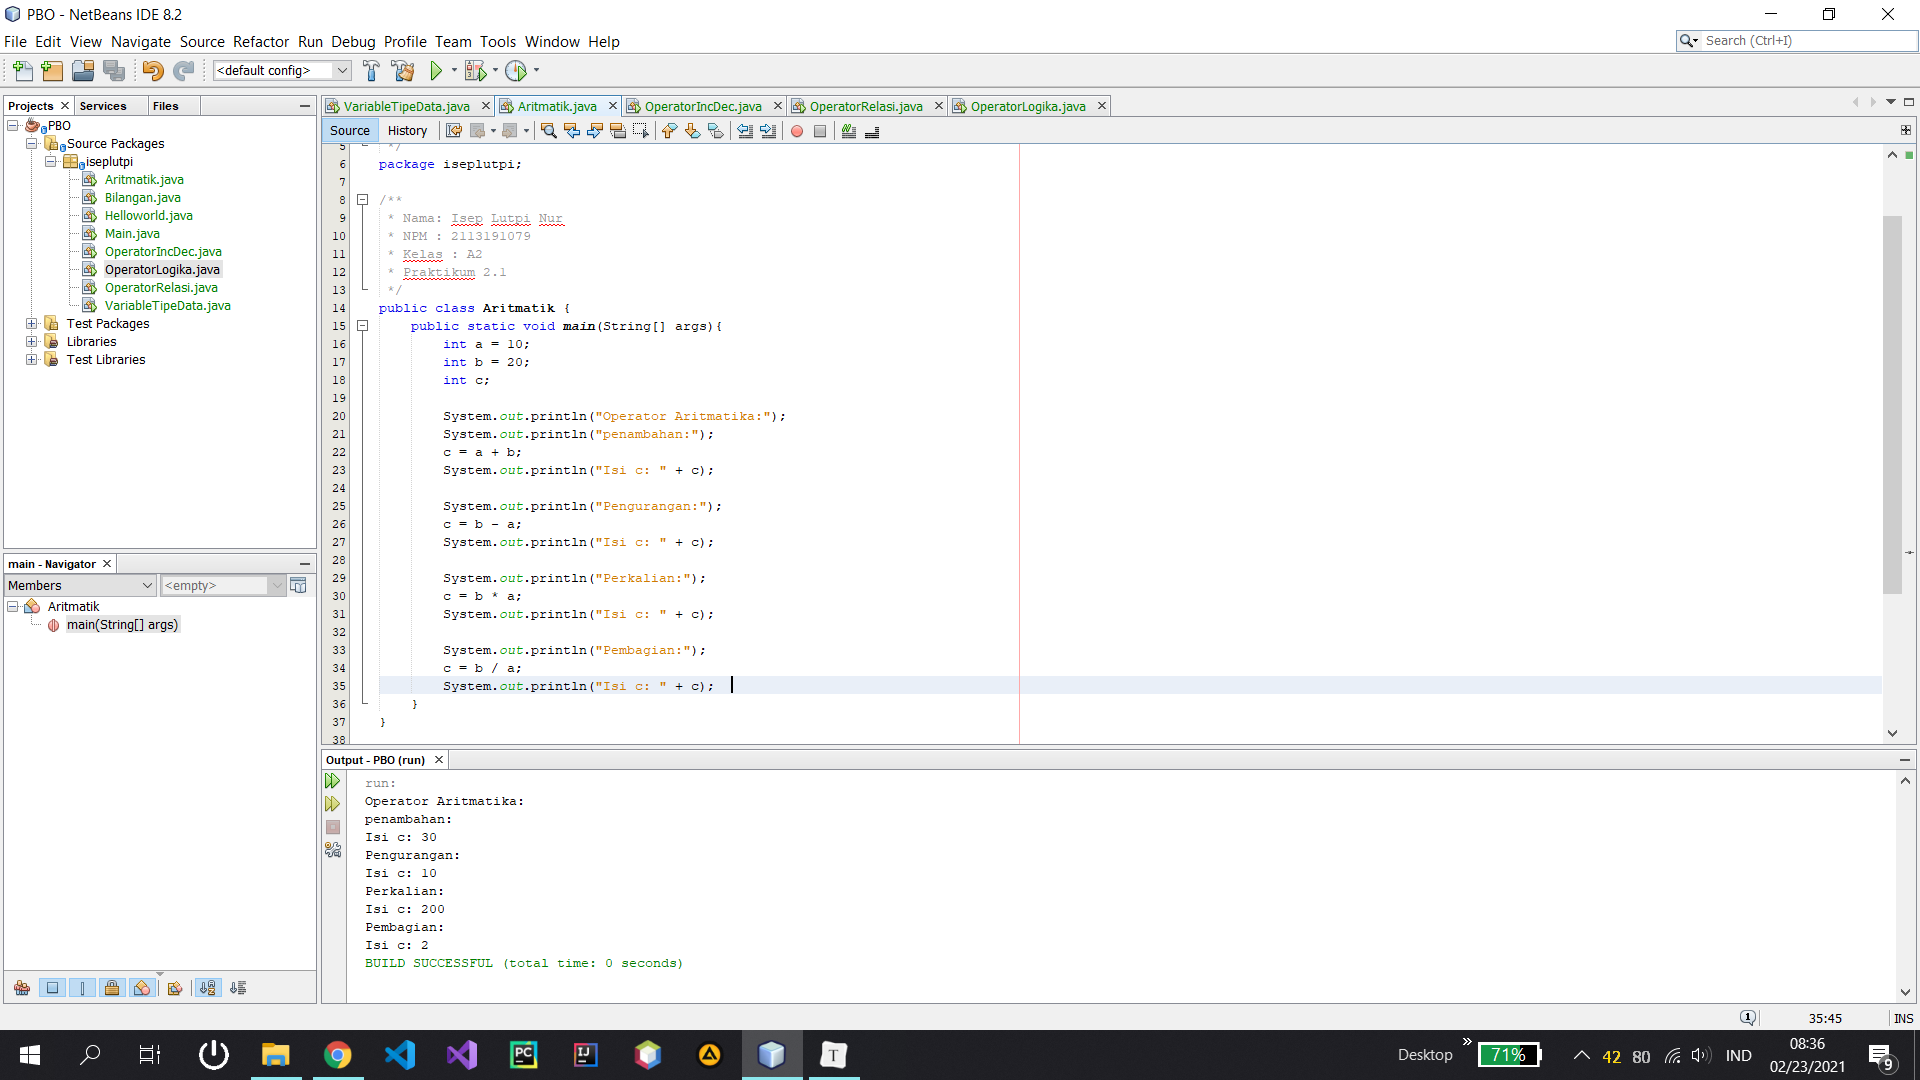 PBO - NetBeans IDE 8.2
File Edit View Navigate Source Refactor Run Debug Profile Team Tools Window Help
Search (Ctrl+I)
<default config>
Projects Services Files
PBO
Source Packages
iseplutpi
Aritmatik.java
Bilangan.java
Helloworld.java
Main.java
OperatorIncDec.java
OperatorLogika.java
OperatorRelasi.java
VariableTipeData.java
Test Packages
Libraries
Test Libraries
main - Navigator
Members <empty>
Aritmatik
main(String[] args)
VariableTipeData.java Aritmatik.java OperatorIncDec.java OperatorRelasi.java OperatorLogika.java
Source History
5 */
6 package iseplutpi;
7
8 /**
9 * Nama: Isep Lutpi Nur
10 * NPM : 2113191079
11 * Kelas : A2
12 * Praktikum 2.1
13 */
14 public class Aritmatik {
15 public static void main(String[] args){
16 int a = 10;
17 int b = 20;
18 int c;
19
20 System.out.println("Operator Aritmatika:");
21 System.out.println("penambahan:");
22 c = a + b;
23 System.out.println("Isi c: " + c);
24
25 System.out.println("Pengurangan:");
26 c = b - a;
27 System.out.println("Isi c: " + c);
28
29 System.out.println("Perkalian:");
30 c = b * a;
31 System.out.println("Isi c: " + c);
32
33 System.out.println("Pembagian:");
34 c = b / a;
35 System.out.println("Isi c: " + c);
36 }
37 }
38
Output - PBO (run)
run:
Operator Aritmatika:
penambahan:
Isi c: 30
Pengurangan:
Isi c: 10
Perkalian:
Isi c: 200
Pembagian:
Isi c: 2
BUILD SUCCESSFUL (total time: 0 seconds)
1 35:45 INS
Desktop 71% 42 80 IND 08:36
02/23/2021
9